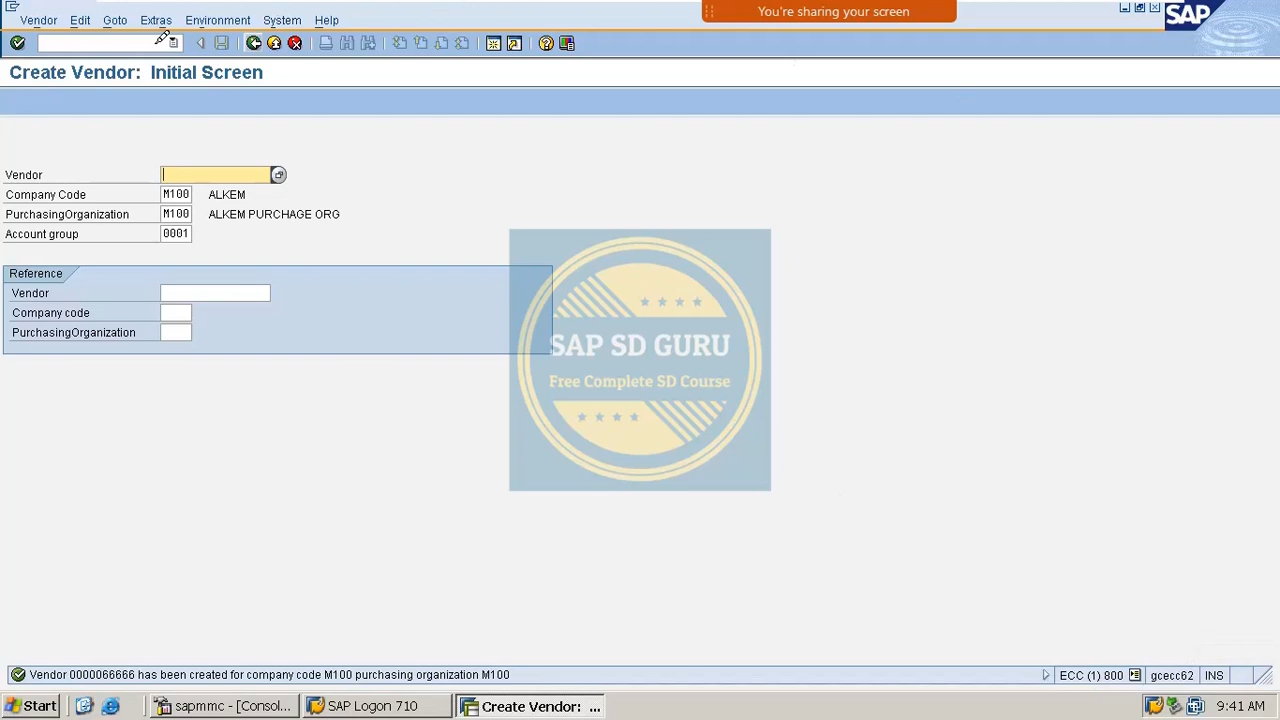 You're sharing your screen
Vendor Edit Goto Extras Environment System Help
SAP
Create Vendor: Initial Screen
Vendor
Company Code M100 ALKEM
PurchasingOrganization M100 ALKEM PURCHAGE ORG
Account group 0001
Reference
Vendor
Company code
PurchasingOrganization
SAP SD GURU
Free Complete SD Course
Vendor 0000066666 has been created for company code M100 purchasing organization M100
ECC (1) 800 gcecc62 INS
Start sapmmc - [Consol... SAP Logon 710 Create Vendor: ... 9:41 AM